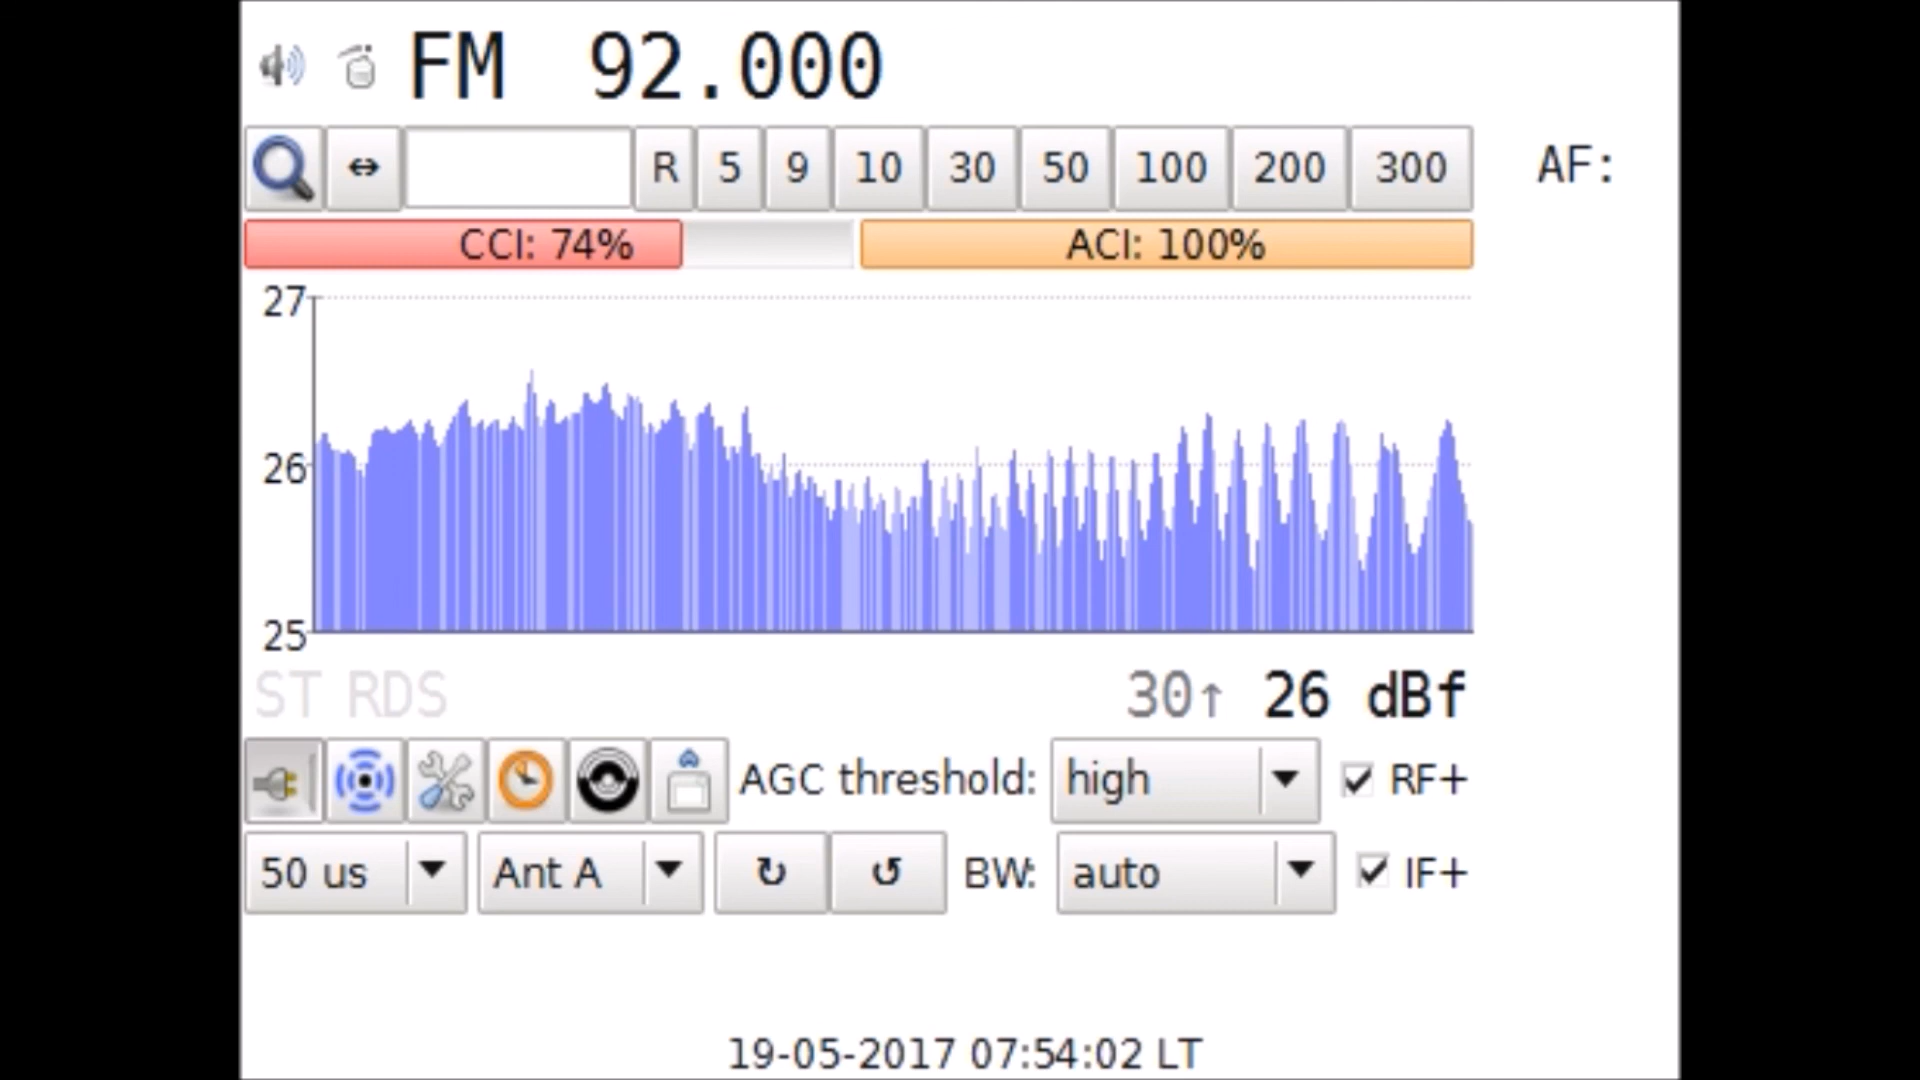 FM 92.000
↔ R 5 9 10 30 50 100 200 300 AF:
CCI: 74% ACI: 100%
27
26
25
ST RDS 30↑ 26 dBf
AGC threshold: high RF+
50 us Ant A ↻ ↺ BW: auto IF+
19-05-2017 07:54:02 LT